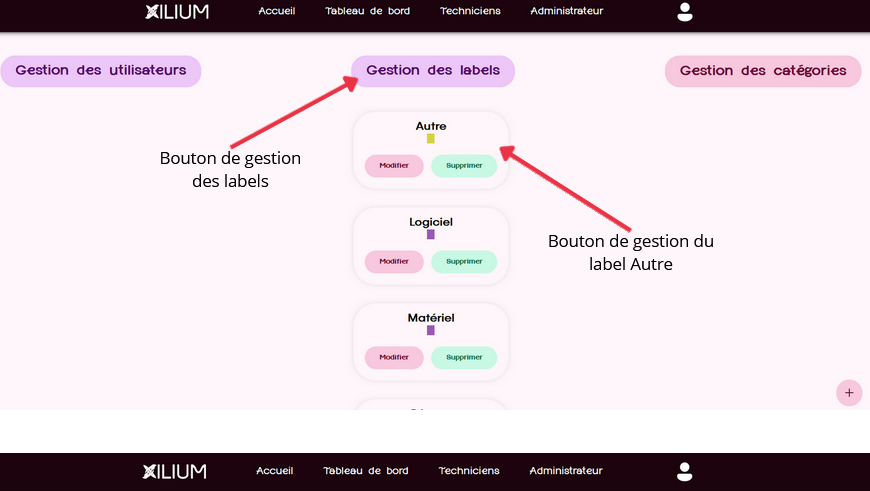 XILIUM Accueil Tableau de bord Techniciens Administrateur
Gestion des utilisateurs Gestion des labels Gestion des catégories
Autre
Modifier Supprimer
Bouton de gestion
des labels
Logiciel
Modifier Supprimer
Bouton de gestion du
label Autre
Matériel
Modifier Supprimer
+
XILIUM Accueil Tableau de bord Techniciens Administrateur